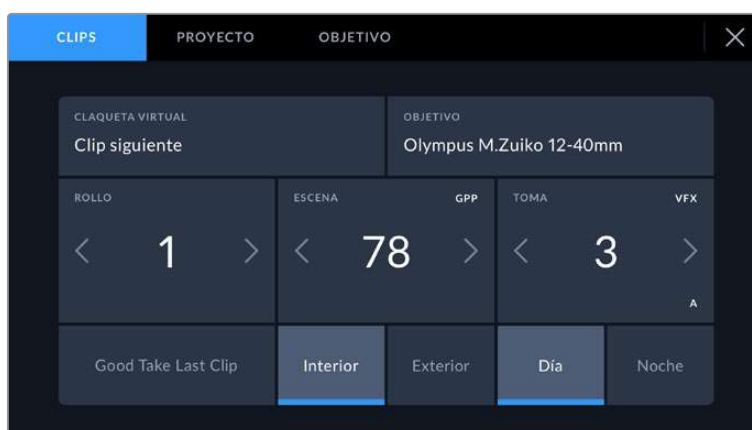 CLIPS PROYECTO OBJETIVO
CLAQUETA VIRTUAL OBJETIVO
Clip siguiente Olympus M.Zuiko 12-40mm
ROLLO ESCENA GPP TOMA VFX
1 78 3
A
Good Take Last Clip Interior Exterior Día Noche